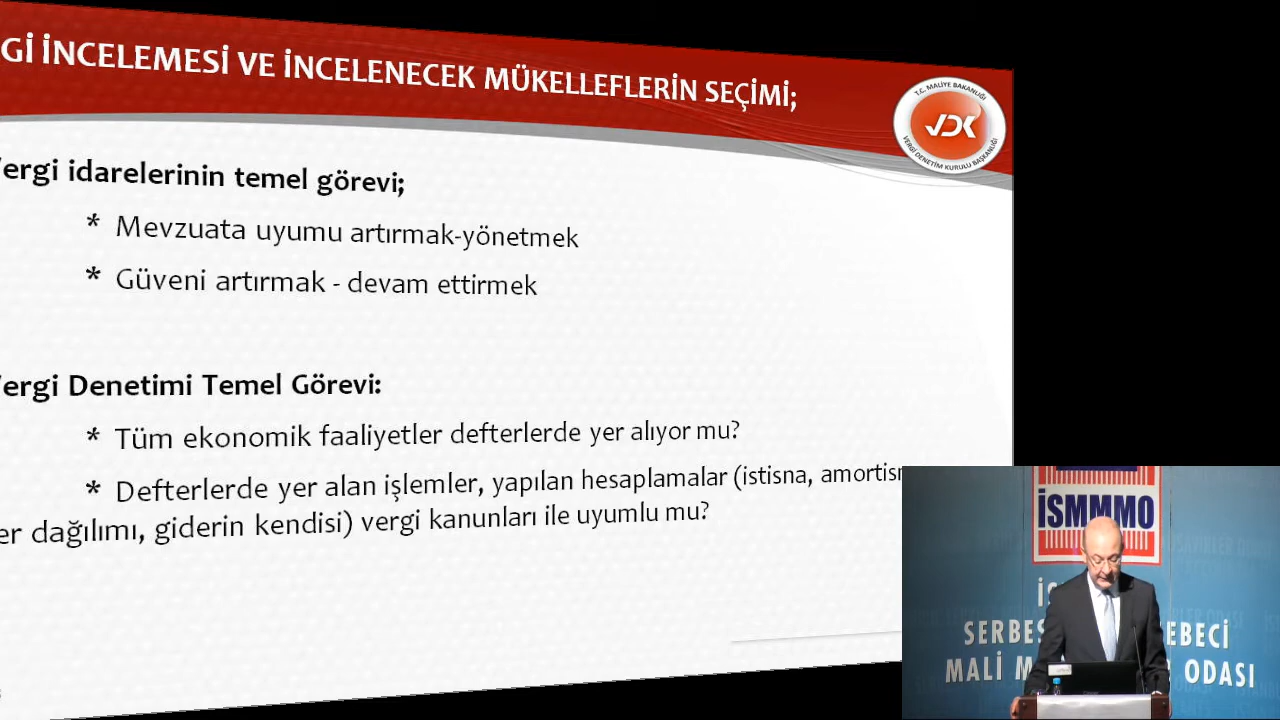 Gİ İNCELEMESİ VE İNCELENECEK MÜKELLEFLERİN SEÇİMİ;
T.C. MALİYE BAKANLIĞI
VDK
VERGİ DENETİM KURULU BAŞKANLIĞI
ergi idarelerinin temel görevi;
* Mevzuata uyumu artırmak-yönetmek
* Güveni artırmak - devam ettirmek
ergi Denetimi Temel Görevi:
* Tüm ekonomik faaliyetler defterlerde yer alıyor mu?
* Defterlerde yer alan işlemler, yapılan hesaplamalar (istisna, amortis
er dağılımı, giderin kendisi) vergi kanunları ile uyumlu mu?
İSMMMO
İS
SERBES EBECİ
MALİ M R ODASI